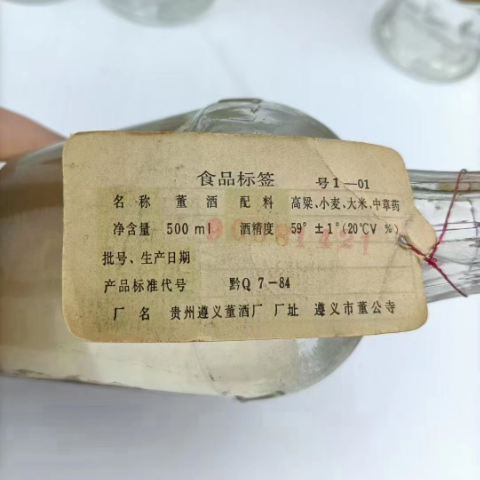 食品标签 号1—01
名 称 董 酒 配 料 高粱、小麦、大米、中草药
净含量 500 ml 酒精度 59° ±1°(20℃V %)
批号、生产日期
产品标准代号 黔Q 7—84
厂 名 贵州遵义董酒厂 厂址 遵义市董公寺